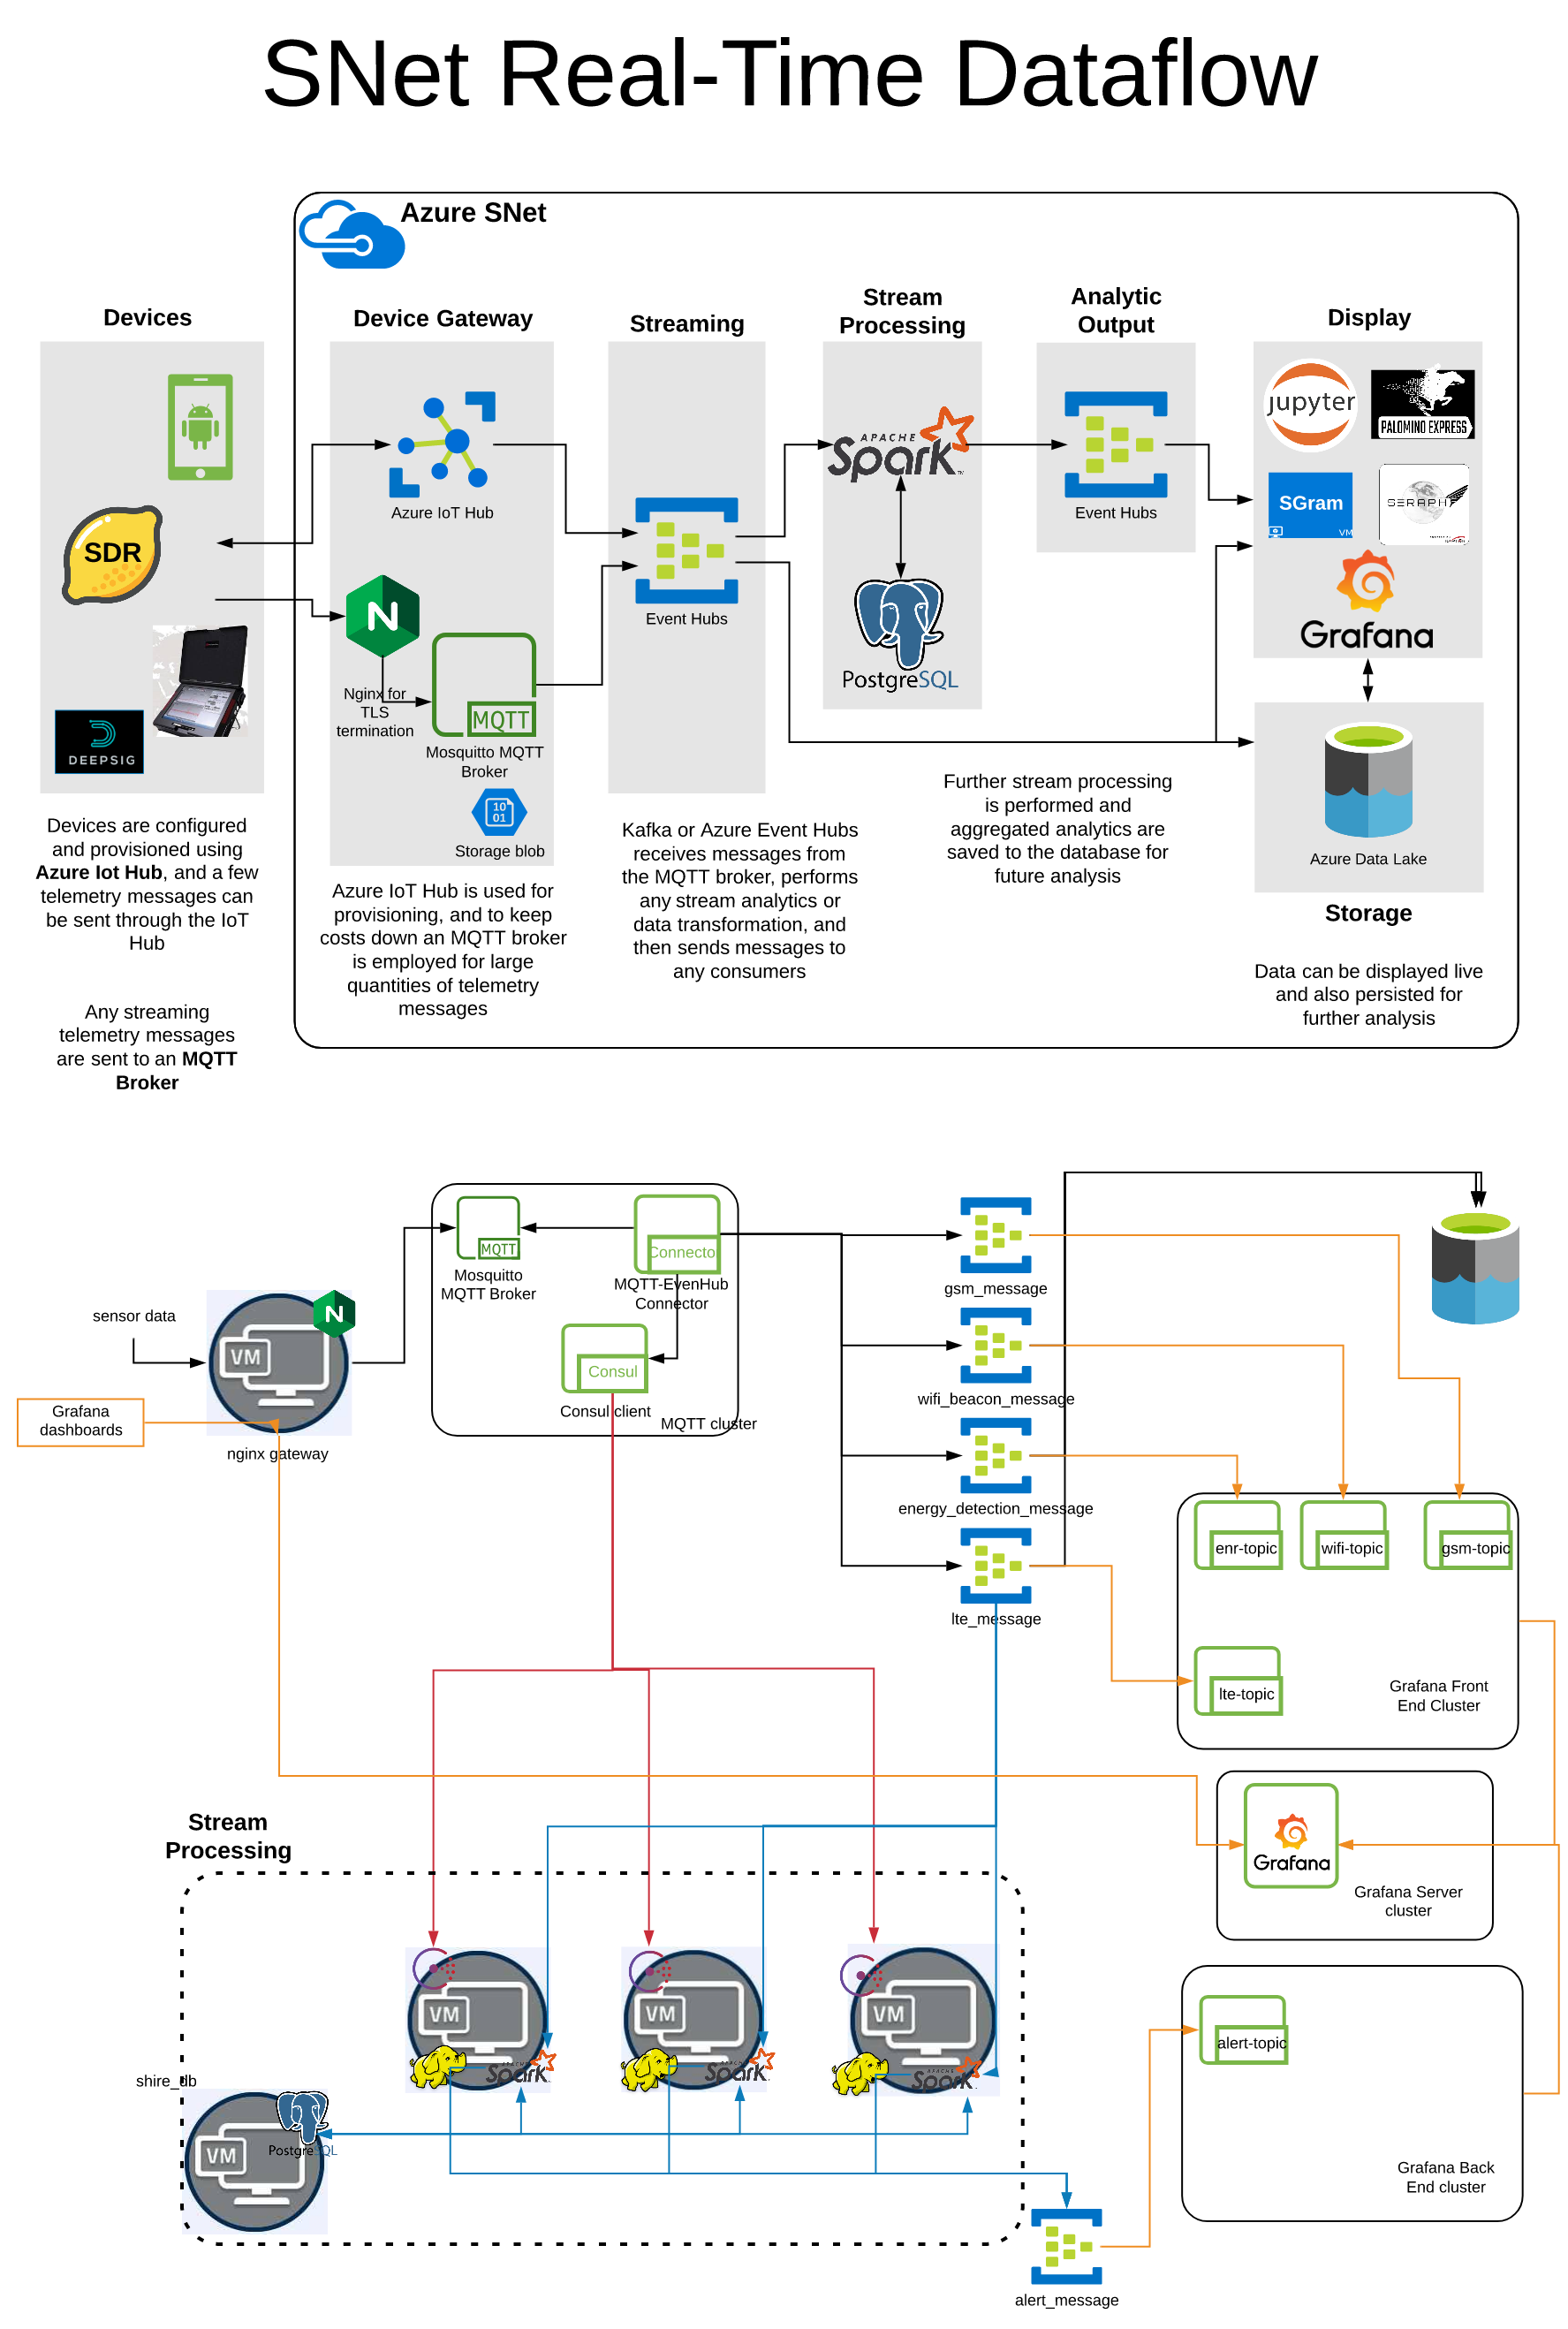 SNet Real-Time Dataflow
Azure SNet
Devices
Device Gateway
Streaming
Stream
Processing
Analytic
Output
Display
SDR
DEEPSIG
Devices are configured
and provisioned using
Azure Iot Hub, and a few
telemetry messages can
be sent through the IoT
Hub
Any streaming
telemetry messages
are sent to an MQTT
Broker
Azure IoT Hub
N
Nginx for
TLS
termination
MQTT
Mosquitto MQTT
Broker
10
01
Storage blob
Azure IoT Hub is used for
provisioning, and to keep
costs down an MQTT broker
is employed for large
quantities of telemetry
messages
Event Hubs
Kafka or Azure Event Hubs
receives messages from
the MQTT broker, performs
any stream analytics or
data transformation, and
then sends messages to
any consumers
APACHE
Spark
PostgreSQL
Event Hubs
Further stream processing
is performed and
aggregated analytics are
saved to the database for
future analysis
jupyter
PALOMINO EXPRESS
SGram
VM
SERAPH
Grafana
Azure Data Lake
Storage
Data can be displayed live
and also persisted for
further analysis
sensor data
N
VM
nginx gateway
Grafana
dashboards
MQTT
Mosquitto
MQTT Broker
Connecto
MQTT-EvenHub
Connector
Consul
Consul client
MQTT cluster
gsm_message
wifi_beacon_message
energy_detection_message
lte_message
enr-topic
wifi-topic
gsm-topic
lte-topic
Grafana Front
End Cluster
Grafana
Grafana Server
cluster
Stream
Processing
VM
APACHE
Spark
VM
APACHE
Spark
VM
APACHE
Spark
shire_db
VM
PostgreSQL
alert-topic
Grafana Back
End cluster
alert_message